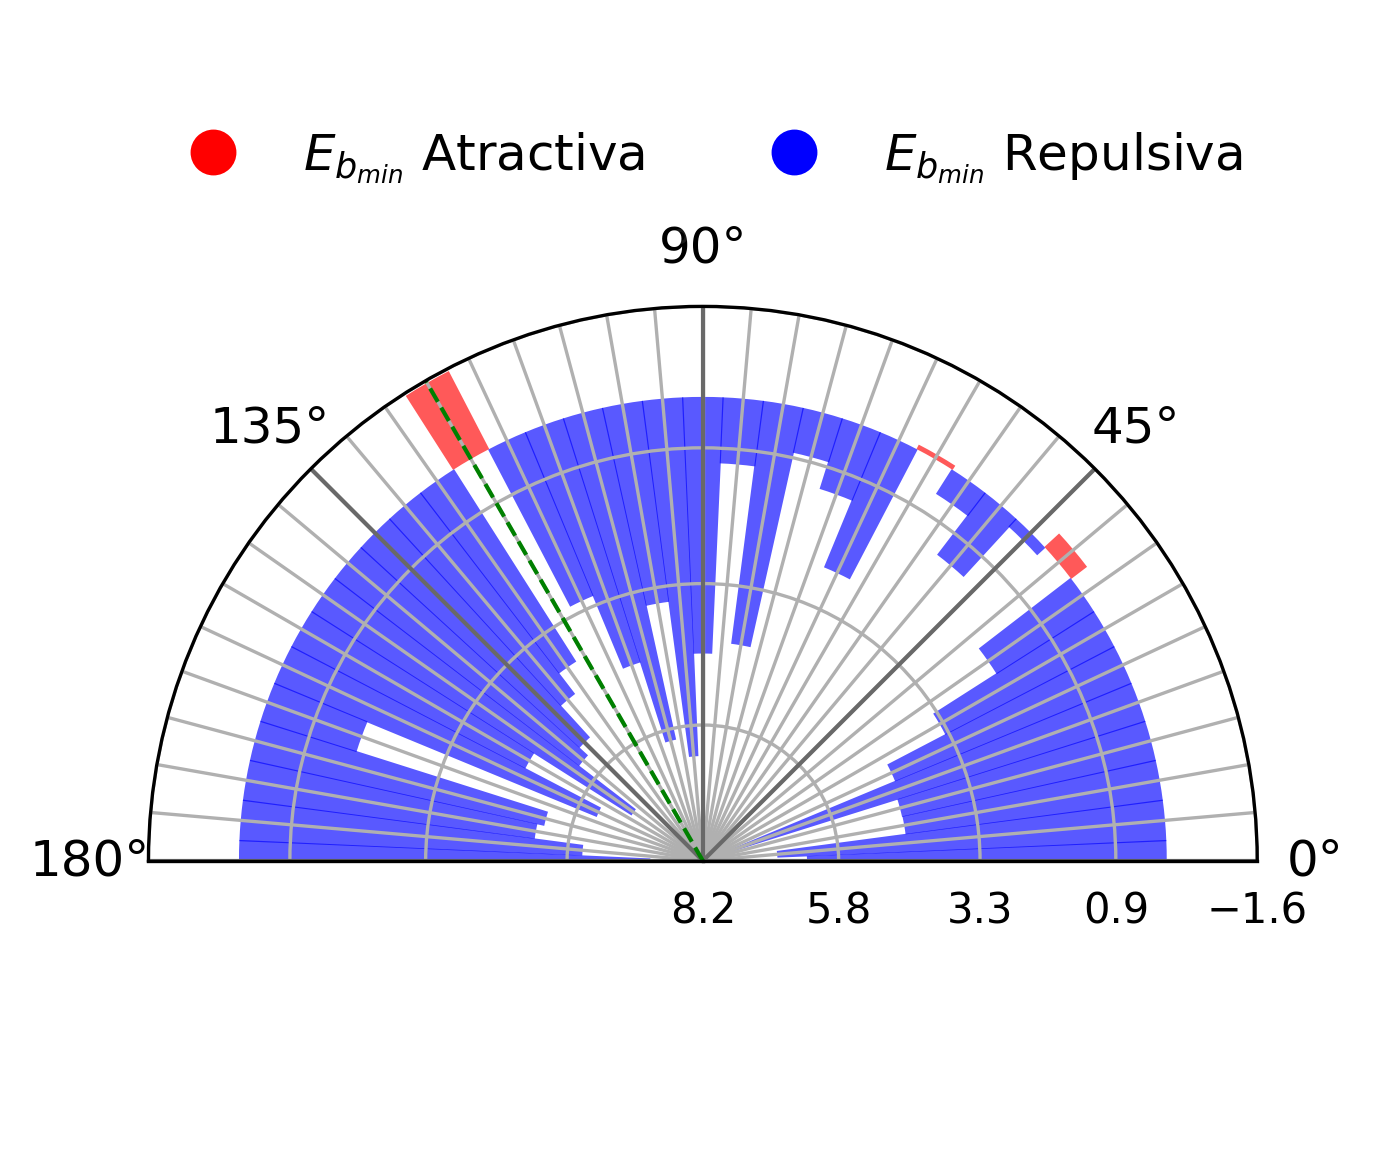 E_{b_{min}} Atractiva E_{b_{min}} Repulsiva
90°
135° 45°
180° 0°
8.2 5.8 3.3 0.9 −1.6